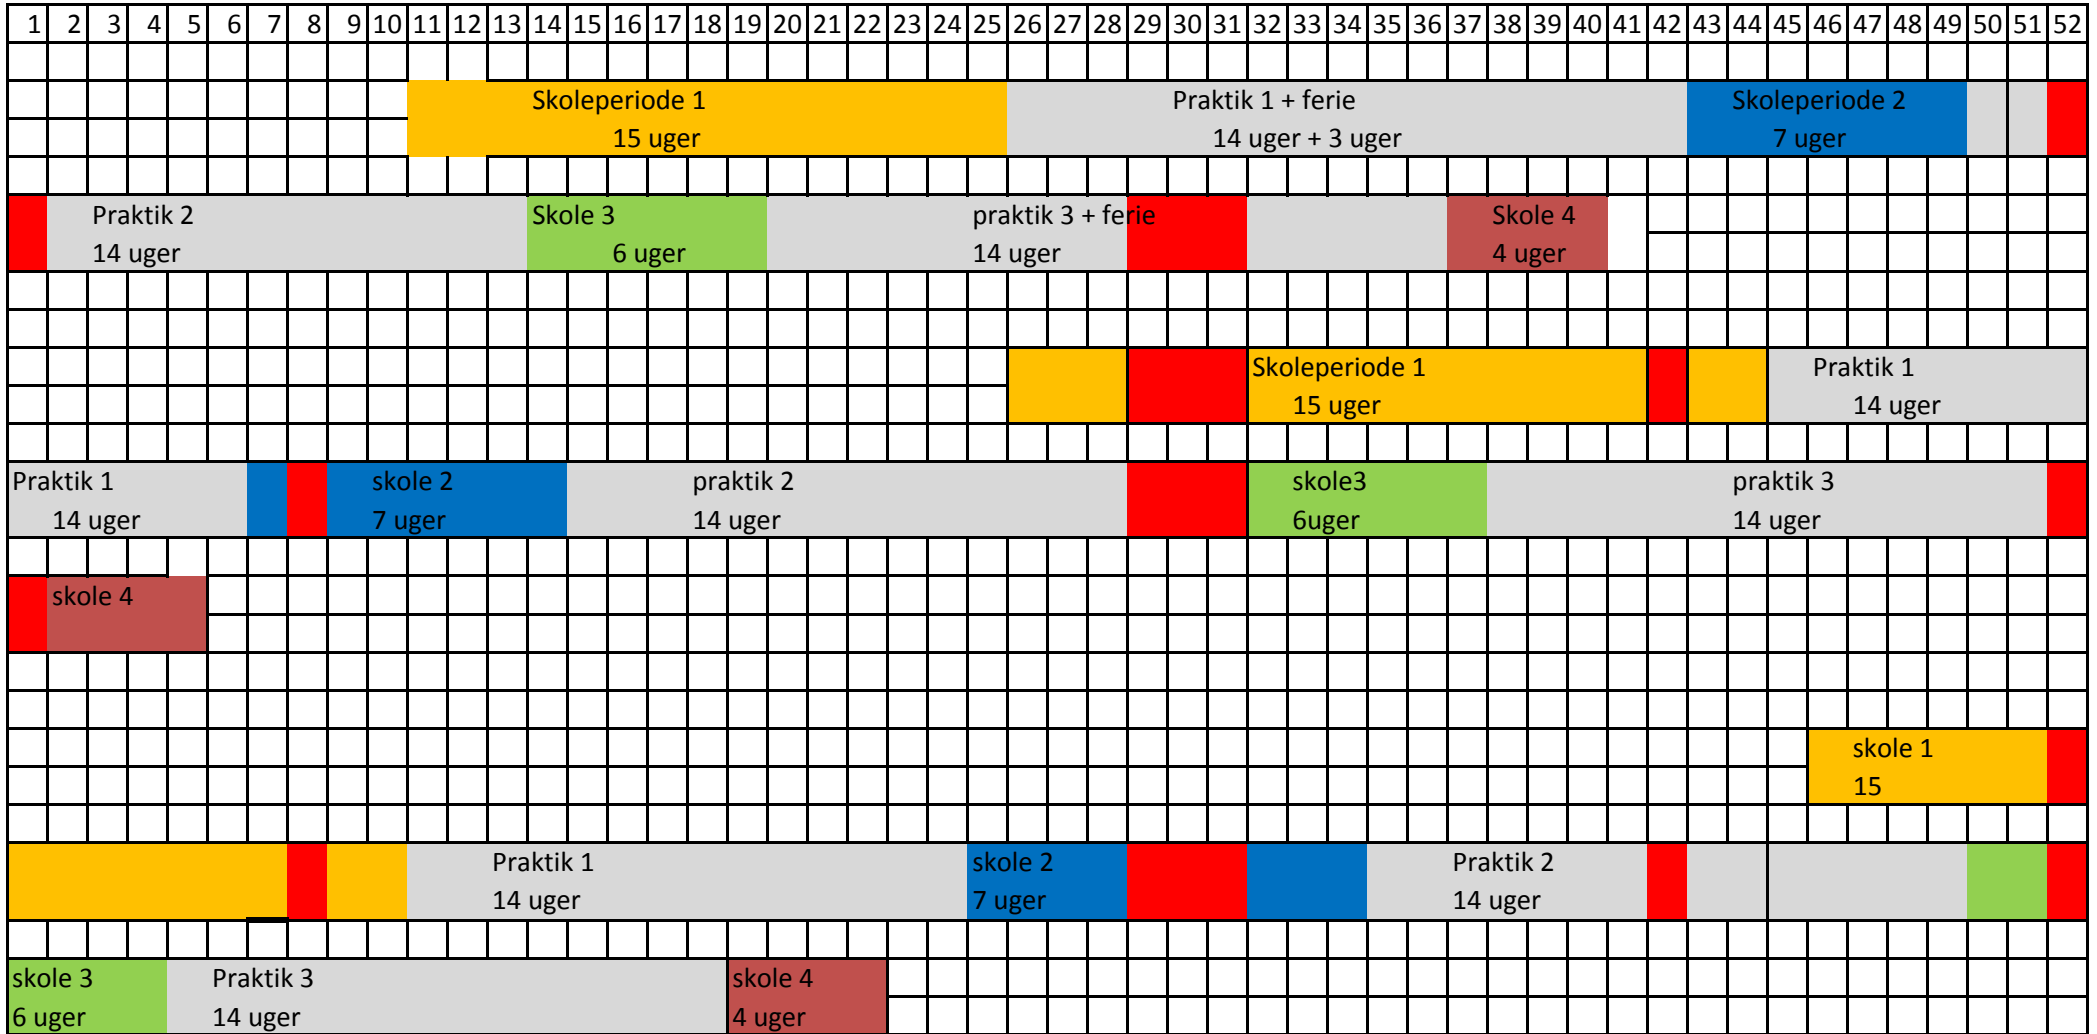 1 2 3 4 5 6 7 8 9 10 11 12 13 14 15 16 17 18 19 20 21 22 23 24 25 26 27 28 29 30 31 32 33 34 35 36 37 38 39 40 41 42 43 44 45 46 47 48 49 50 51 52
Skoleperiode 1 Praktik 1 + ferie Skoleperiode 2
15 uger 14 uger + 3 uger 7 uger
Praktik 2 Skole 3 praktik 3 + ferie Skole 4
14 uger 6 uger 14 uger 4 uger
Skoleperiode 1 Praktik 1
15 uger 14 uger
Praktik 1 skole 2 praktik 2 skole3 praktik 3
14 uger 7 uger 14 uger 6uger 14 uger
skole 4
skole 1
15
Praktik 1 skole 2 Praktik 2
14 uger 7 uger 14 uger
skole 3 Praktik 3 skole 4
6 uger 14 uger 4 uger